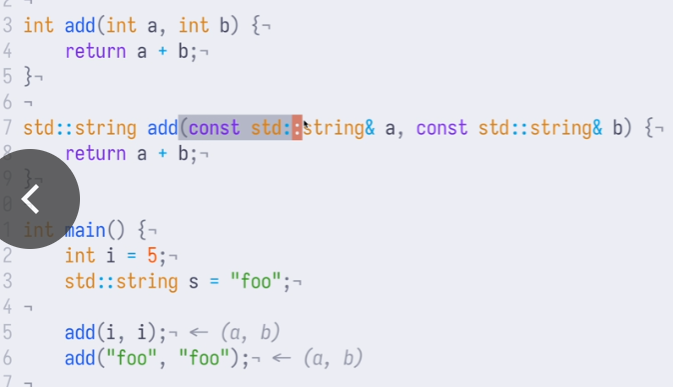 2
3 int add(int a, int b) {¬
4     return a + b;¬
5 }¬
6 ¬
7 std::string add(const std::string& a, const std::string& b) {¬
8     return a + b;¬
9 }¬
0
1 int main() {¬
2     int i = 5;¬
3     std::string s = "foo";¬
4 ¬
5     add(i, i);¬ ← (a, b)
6     add("foo", "foo");¬ ← (a, b)
7 ¬